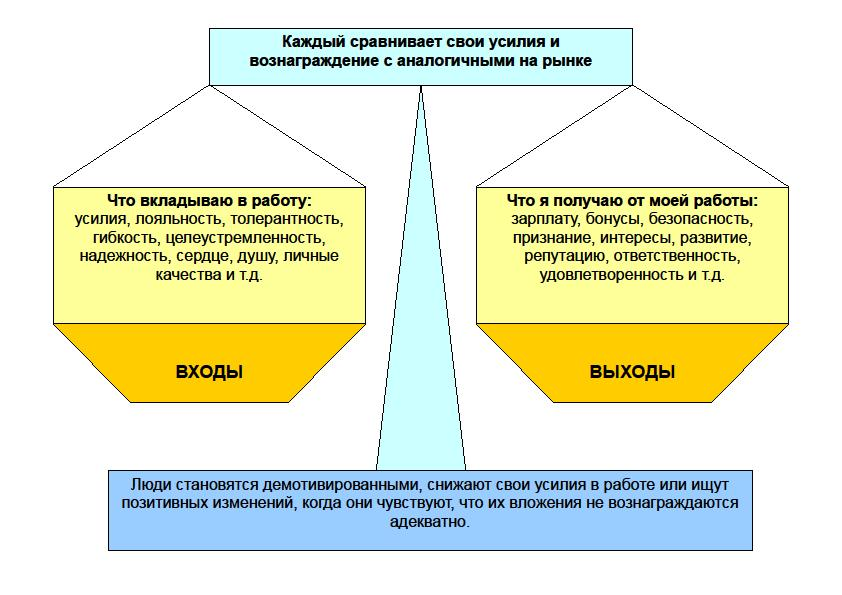 Каждый сравнивает свои усилия и
вознаграждение с аналогичными на рынке
Что вкладываю в работу:
усилия, лояльность, толерантность,
гибкость, целеустремленность,
надежность, сердце, душу, личные
качества и т.д.
ВХОДЫ
Что я получаю от моей работы:
зарплату, бонусы, безопасность,
признание, интересы, развитие,
репутацию, ответственность,
удовлетворенность и т.д.
ВЫХОДЫ
Люди становятся демотивированными, снижают свои усилия в работе или ищут
позитивных изменений, когда они чувствуют, что их вложения не вознаграждаются
адекватно.